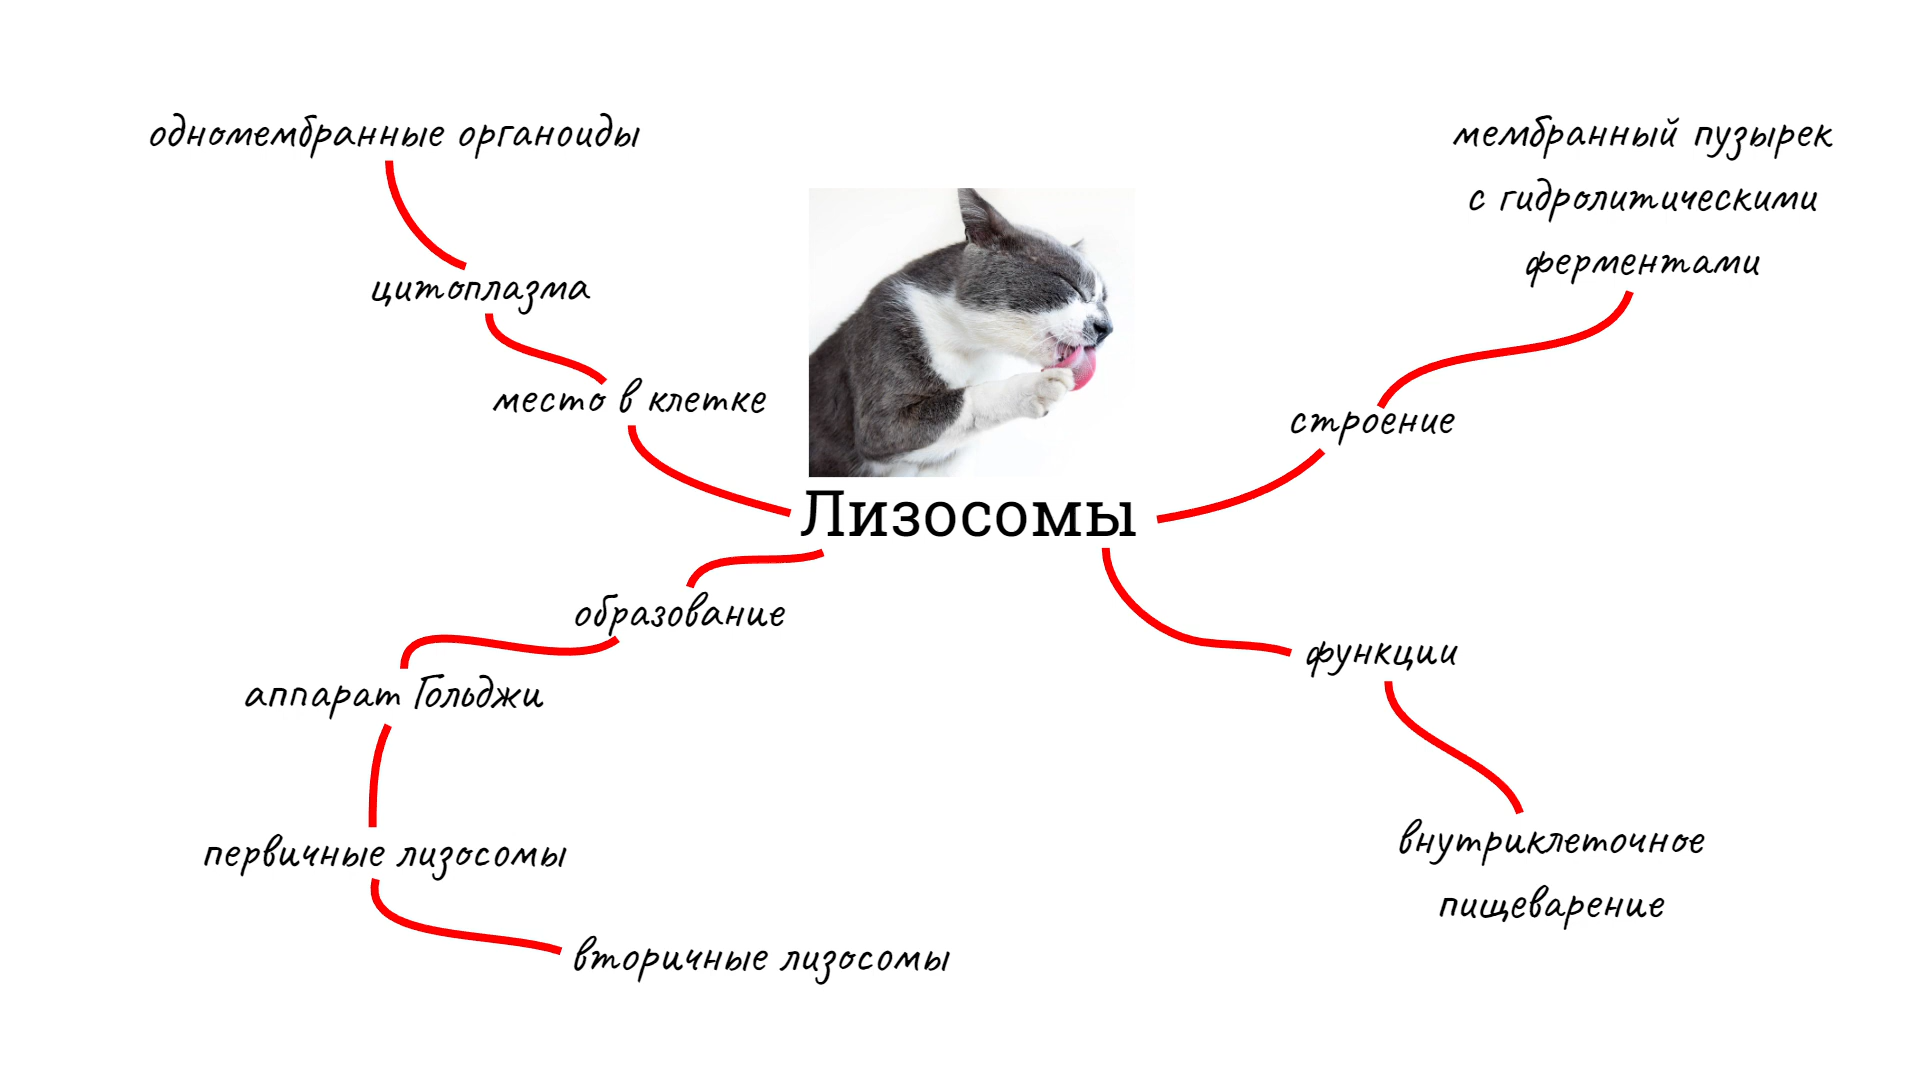 одномембранные органоиды
цитоплазма
место в клетке
мембранный пузырек
с гидролитическими
ферментами
строение
Лизосомы
образование
аппарат Гольджи
первичные лизосомы
вторичные лизосомы
функции
внутриклеточное
пищеварение